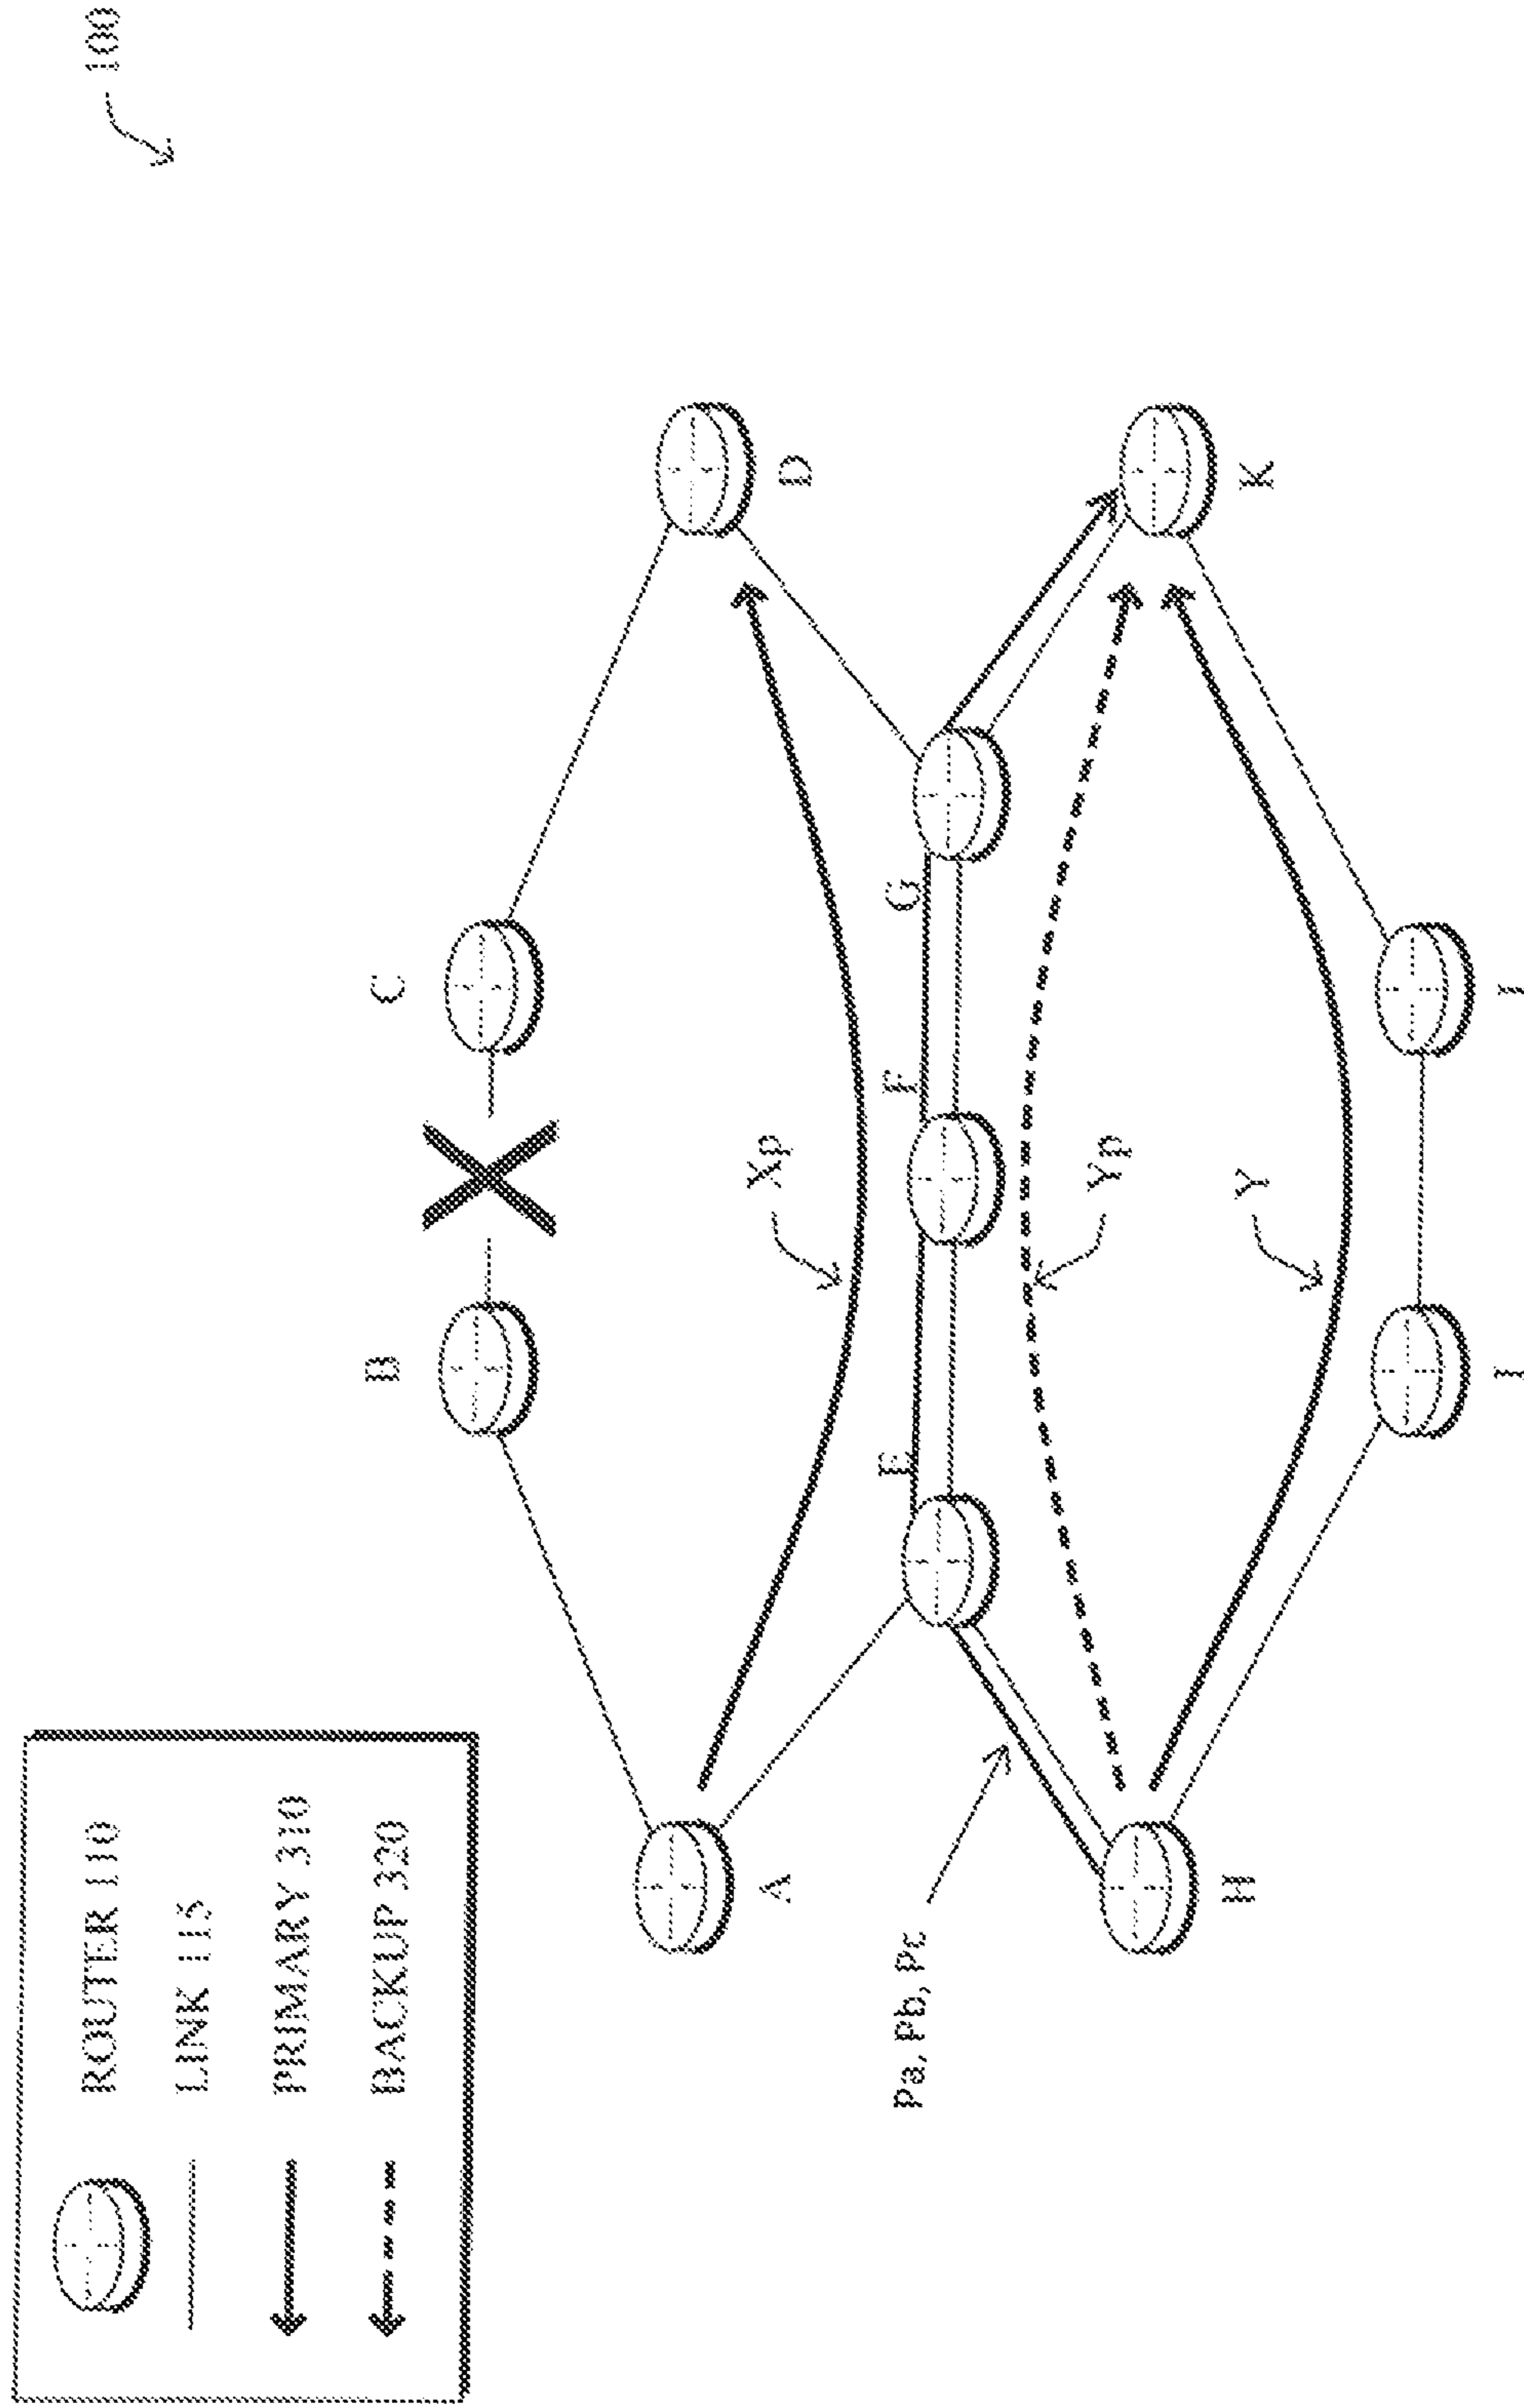 100
ROUTER 110
LINK 115
PRIMARY 310
BACKUP 320
B
C
A
Xp
D
E
F
G
Pa, Pb, Pc
H
Yp
K
Y
I